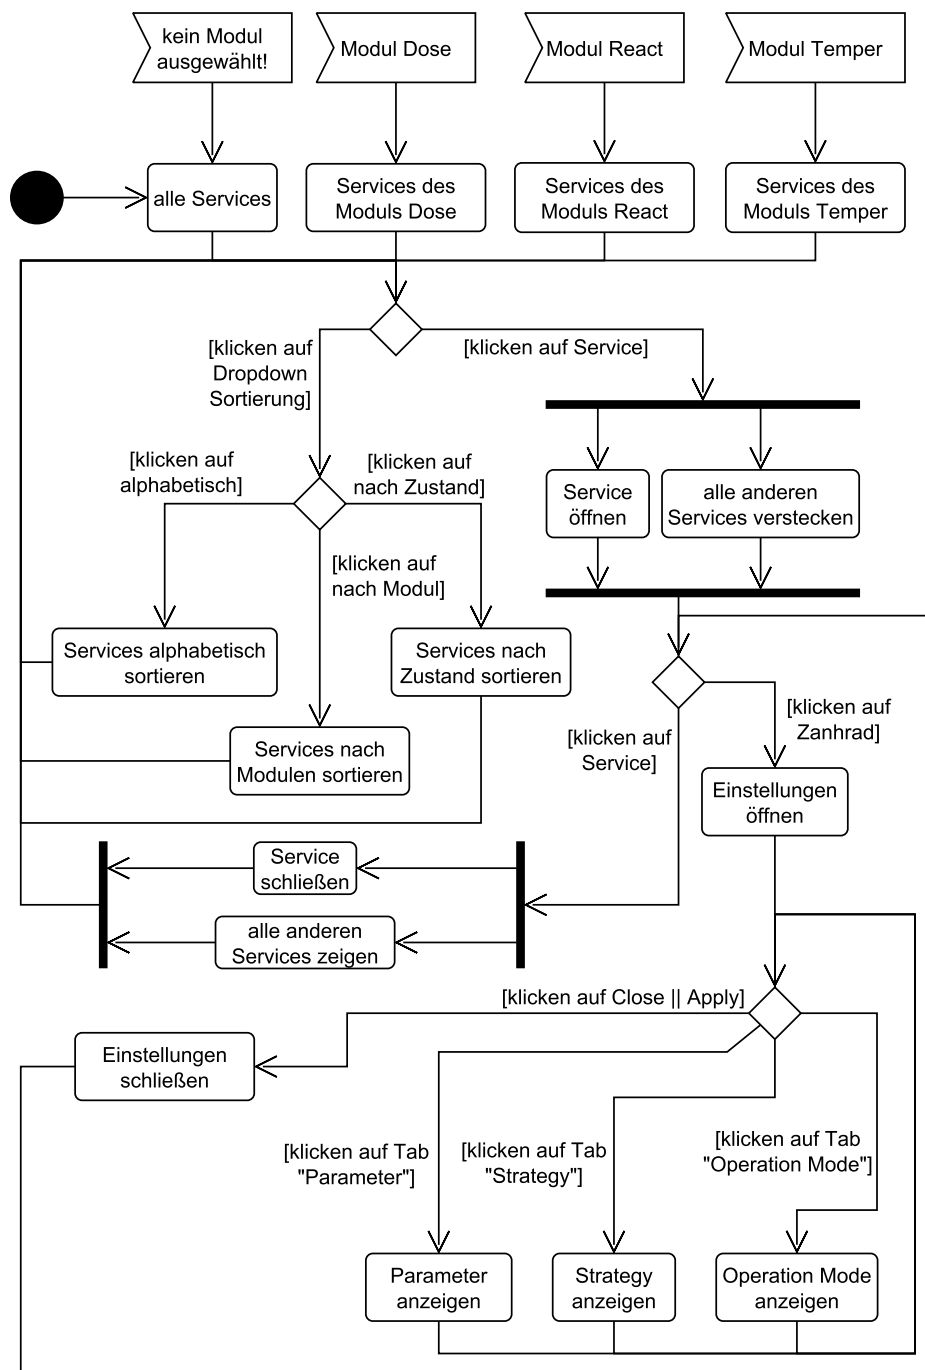 kein Modul
ausgewählt!
Modul Dose
Modul React
Modul Temper
alle Services
Services des
Moduls Dose
Services des
Moduls React
Services des
Moduls Temper
[klicken auf
Dropdown
Sortierung]
[klicken auf Service]
[klicken auf
alphabetisch]
[klicken auf
nach Zustand]
Service
öffnen
alle anderen
Services verstecken
[klicken auf
nach Modul]
Services alphabetisch
sortieren
Services nach
Zustand sortieren
Services nach
Modulen sortieren
[klicken auf
Service]
[klicken auf
Zanhrad]
Einstellungen
öffnen
Service
schließen
alle anderen
Services zeigen
[klicken auf Close || Apply]
Einstellungen
schließen
[klicken auf Tab
"Parameter"]
[klicken auf Tab
"Strategy"]
[klicken auf Tab
"Operation Mode"]
Parameter
anzeigen
Strategy
anzeigen
Operation Mode
anzeigen